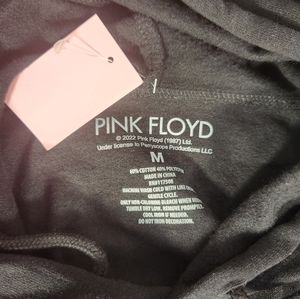 PINK FLOYD
© 2022 Pink Floyd (1987) Ltd.
Under license to Perryscope Productions LLC
M
60% COTTON 40% POLYESTER
MADE IN CHINA
MACHINE WASH COLD WITH LIKE COLORS
GENTLE CYCLE.
ONLY NON-CHLORINE BLEACH WHEN NEEDED
TUMBLE DRY LOW. REMOVE PROMPTLY.
COOL IRON IF NEEDED.
DO NOT IRON DECORATION.